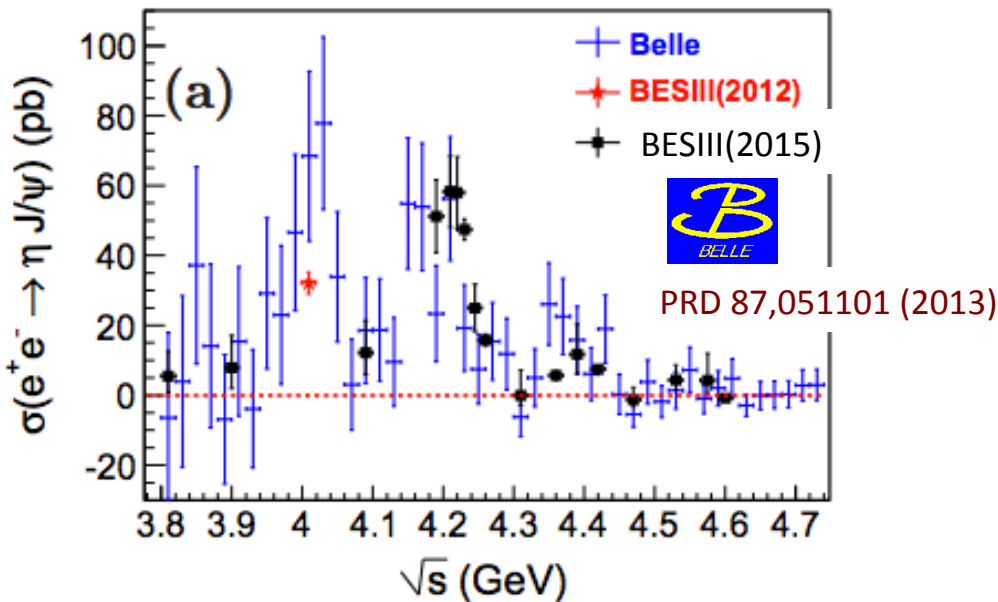 σ(e⁺e⁻ → η J/ψ) (pb)
100
80
60
40
20
0
-20
(a)
Belle
BESIII(2012)
BESIII(2015)
B
BELLE
PRD 87,051101 (2013)
3.8 3.9 4 4.1 4.2 4.3 4.4 4.5 4.6 4.7
√s (GeV)